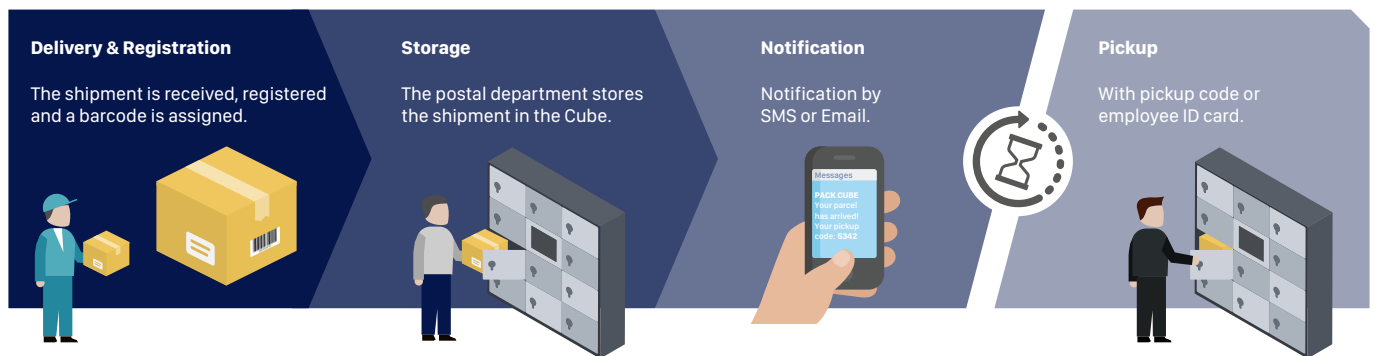 Delivery & Registration
The shipment is received, registered
and a barcode is assigned.
Storage
The postal department stores
the shipment in the Cube.
Notification
Notification by
SMS or Email.
Messages
PACK CUBE
Your parcel
has arrived!
Your pickup
code: 5342
Pickup
With pickup code or
employee ID card.